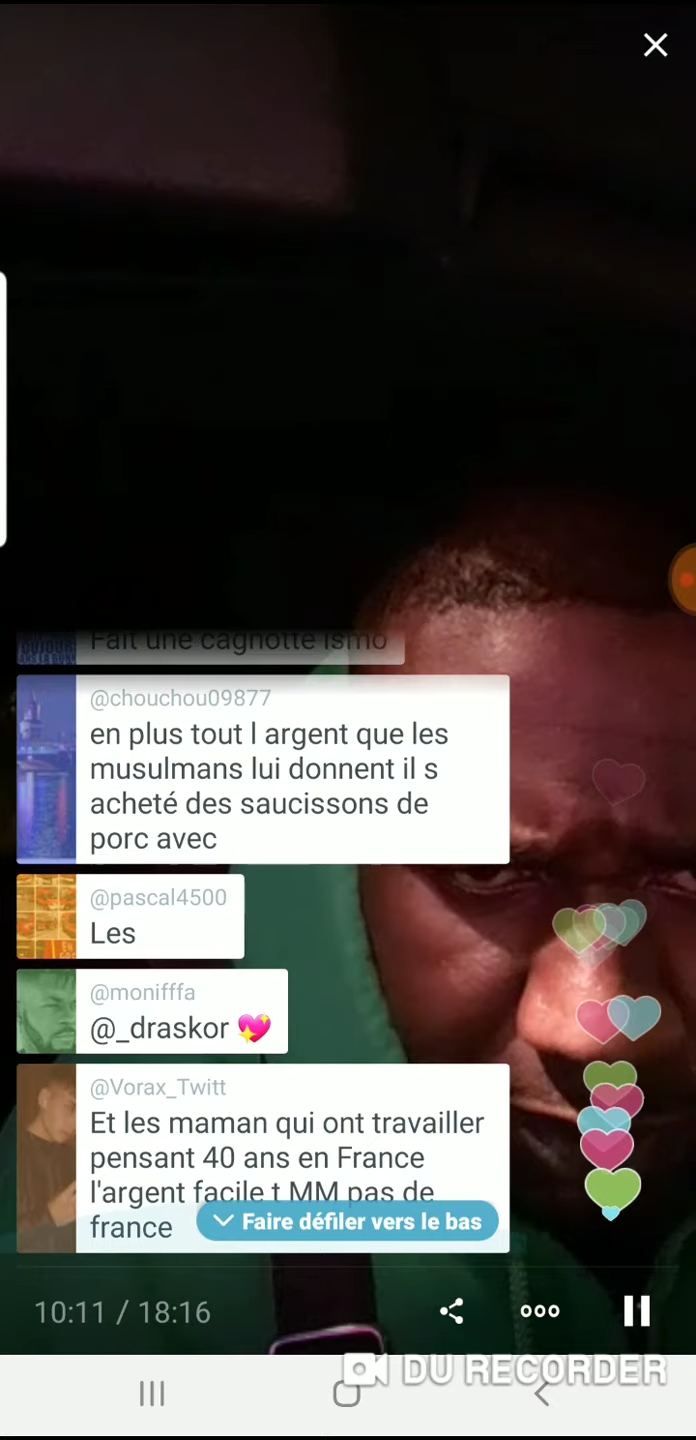 Fait une cagnotte ismo
@chouchou09877
en plus tout l argent que les
musulmans lui donnent il s
acheté des saucissons de
porc avec
@pascal4500
Les
@monifffa
@_draskor 💖
@Vorax_Twitt
Et les maman qui ont travailler
pensant 40 ans en France
l'argent facile t MM pas de
france
Faire défiler vers le bas
10:11 / 18:16
DU RECORDER